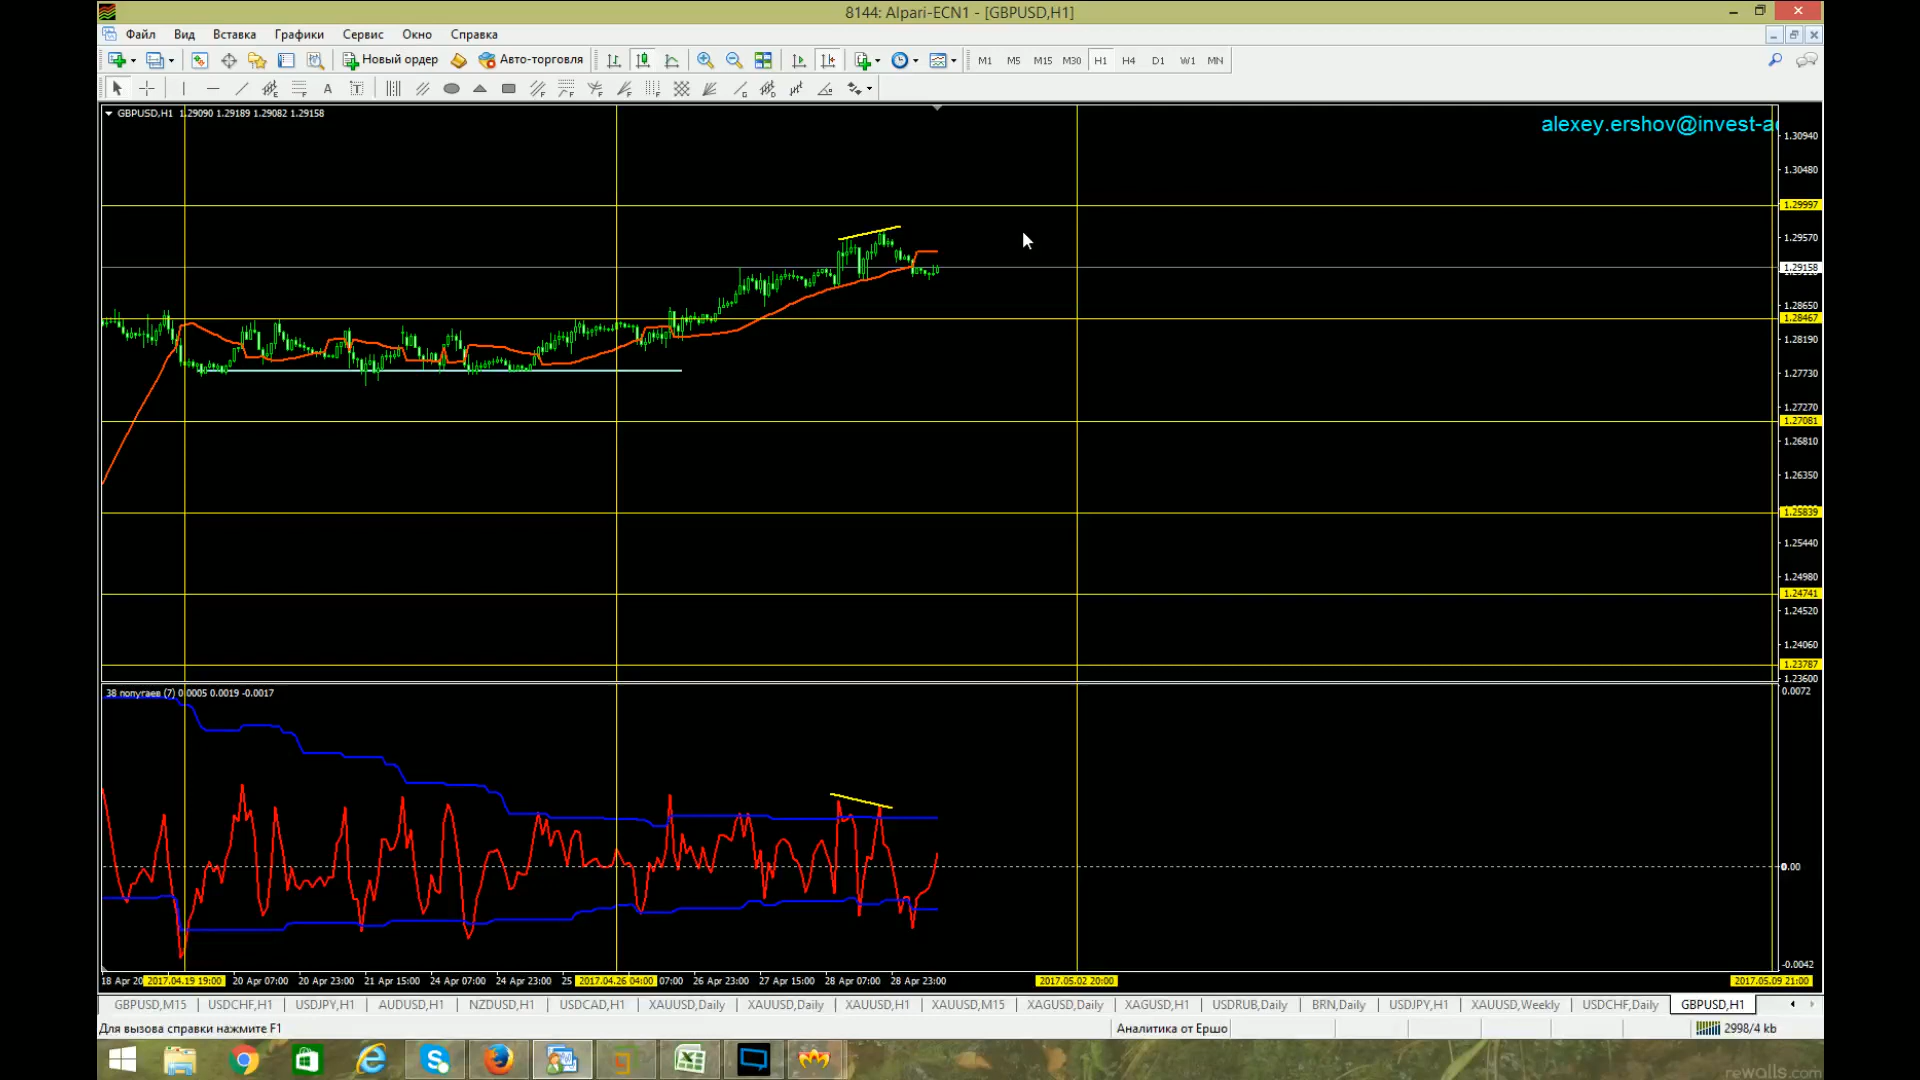 8144: Alpari-ECN1 - [GBPUSD,H1]
Файл Вид Вставка Графики Сервис Окно Справка
Новый ордер Авто-торговля M1 M5 M15 M30 H1 H4 D1 W1 MN
GBPUSD,H1 1.29090 1.29189 1.29082 1.29158
alexey.ershov@invest-a
1.30940
1.30480
1.29997
1.29570
1.29158
1.28650
1.28467
1.28190
1.27730
1.27270
1.27081
1.26810
1.26350
1.25839
1.25440
1.24980
1.24741
1.24520
1.24060
1.23787
1.23600
38 попугаев (7) 0.0005 0.0019 -0.0017
0.0072
0.00
-0.0042
18 Apr 20 2017.04.19 19:00 20 Apr 07:00 20 Apr 23:00 21 Apr 15:00 24 Apr 07:00 24 Apr 23:00 25 2017.04.26 04:00 07:00 26 Apr 23:00 27 Apr 15:00 28 Apr 07:00 28 Apr 23:00 2017.05.02 20:00 2017.05.09 21:00
GBPUSD,M15 USDCHF,H1 USDJPY,H1 AUDUSD,H1 NZDUSD,H1 USDCAD,H1 XAUUSD,Daily XAUUSD,Daily XAUUSD,H1 XAUUSD,M15 XAGUSD,Daily XAGUSD,H1 USDRUB,Daily BRN,Daily USDJPY,H1 XAUUSD,Weekly USDCHF,Daily GBPUSD,H1
Для вызова справки нажмите F1 Аналитика от Ершо 2998/4 kb
rewalls.com